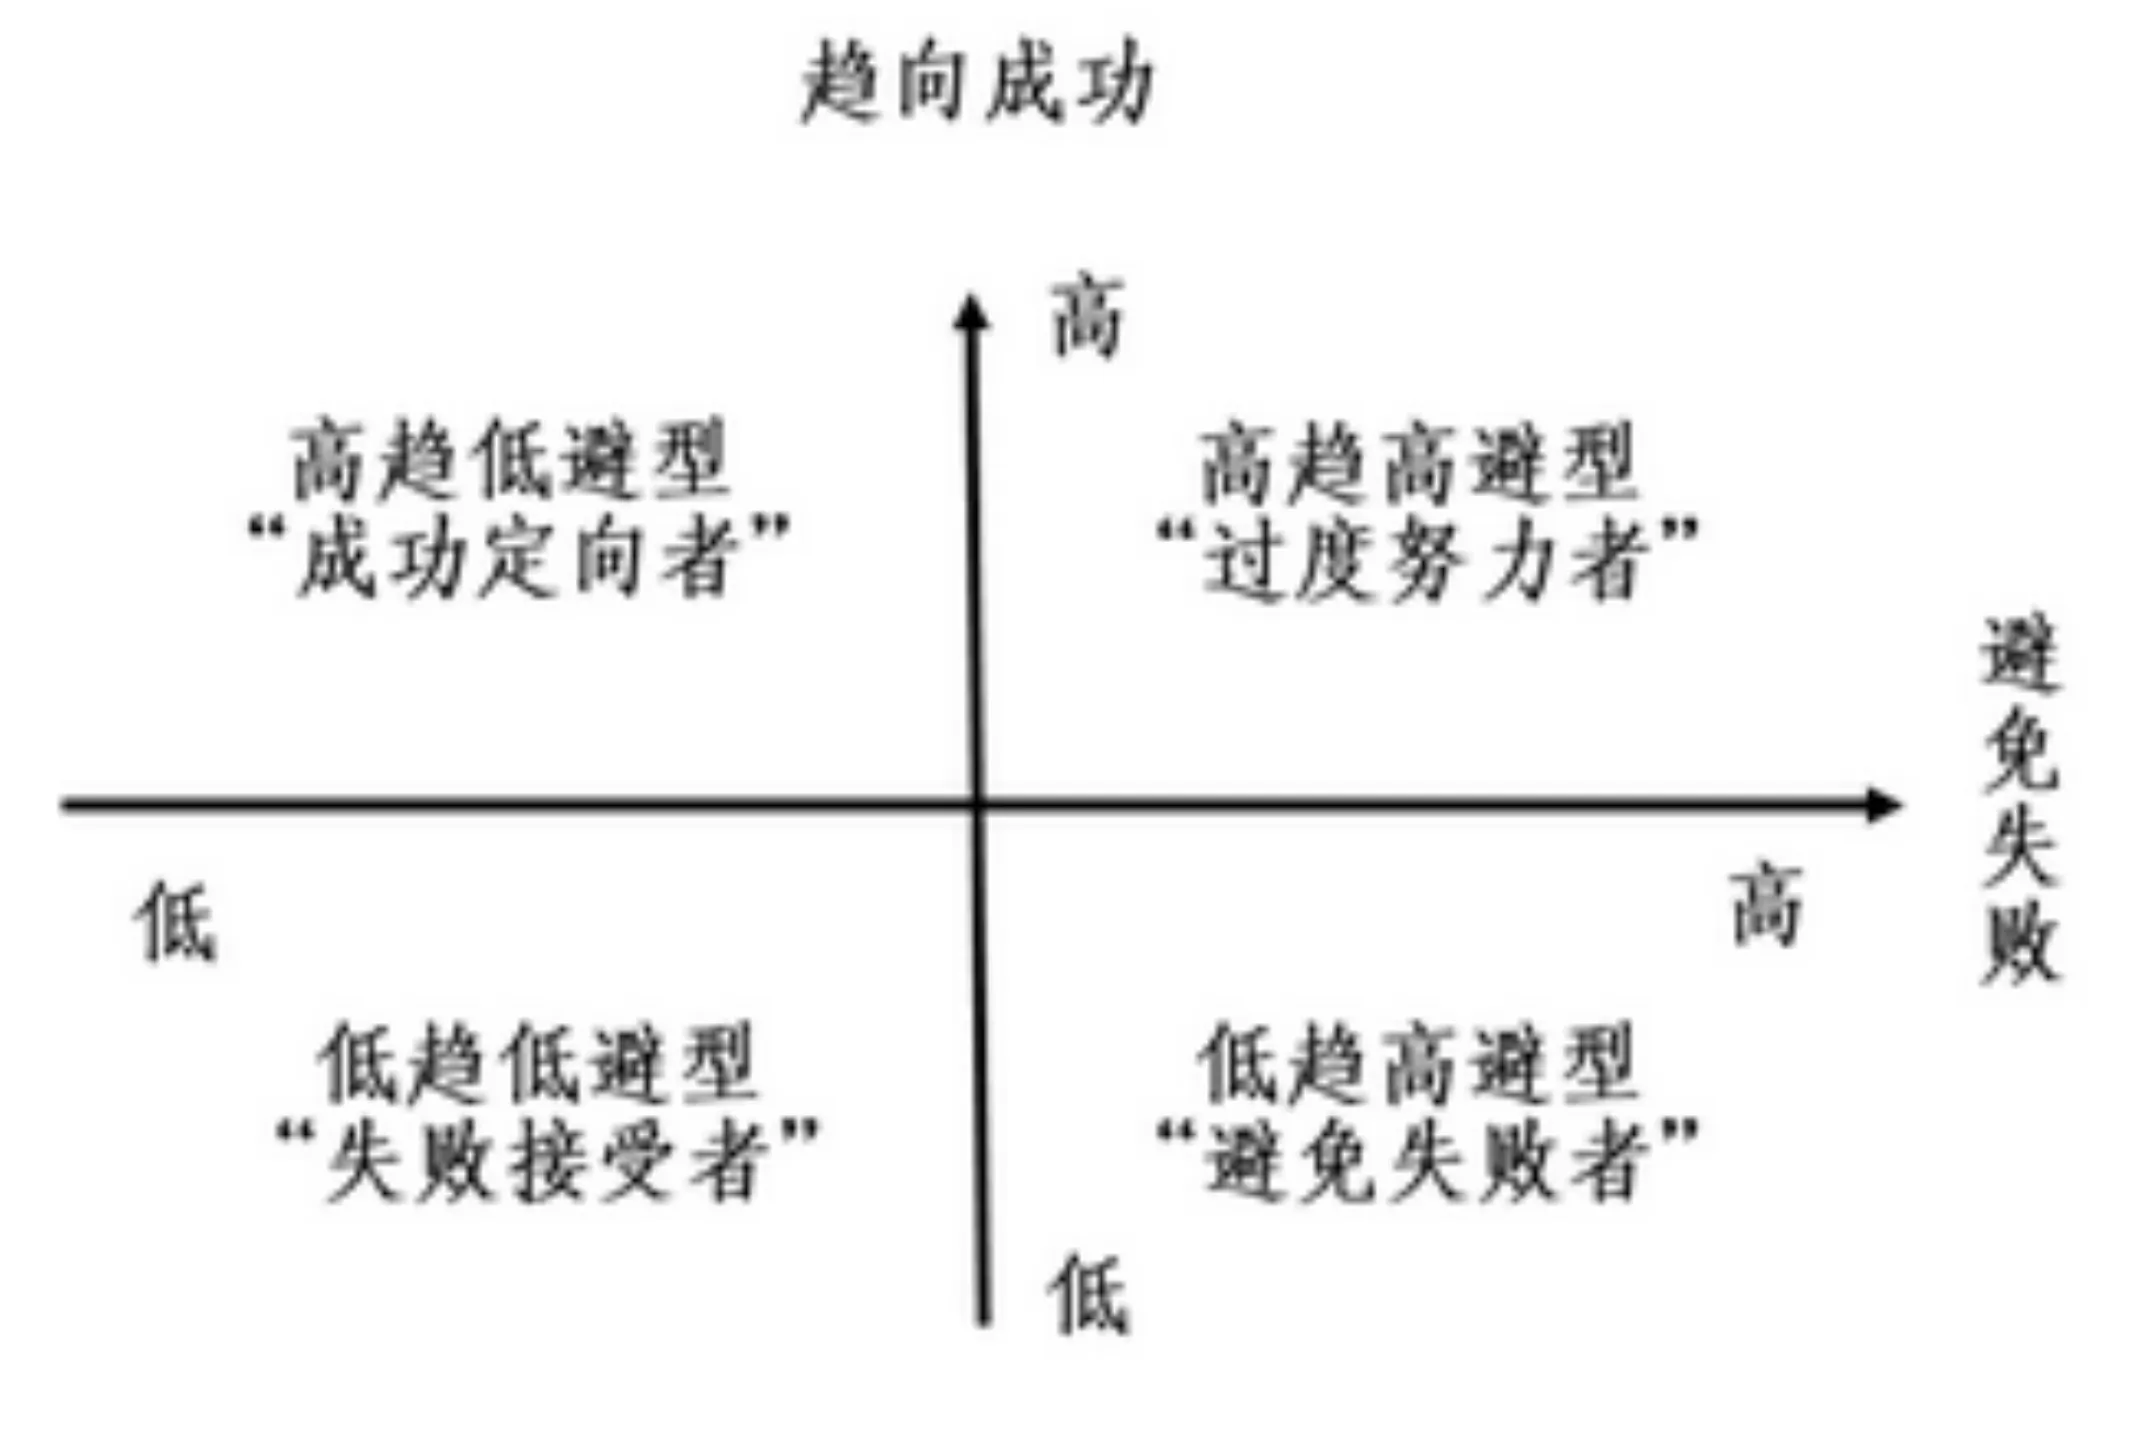 趋向成功
高
高趋低避型
“成功定向者”
高趋高避型
“过度努力者”
避免失败
低
高
低趋低避型
“失败接受者”
低趋高避型
“避免失败者”
低